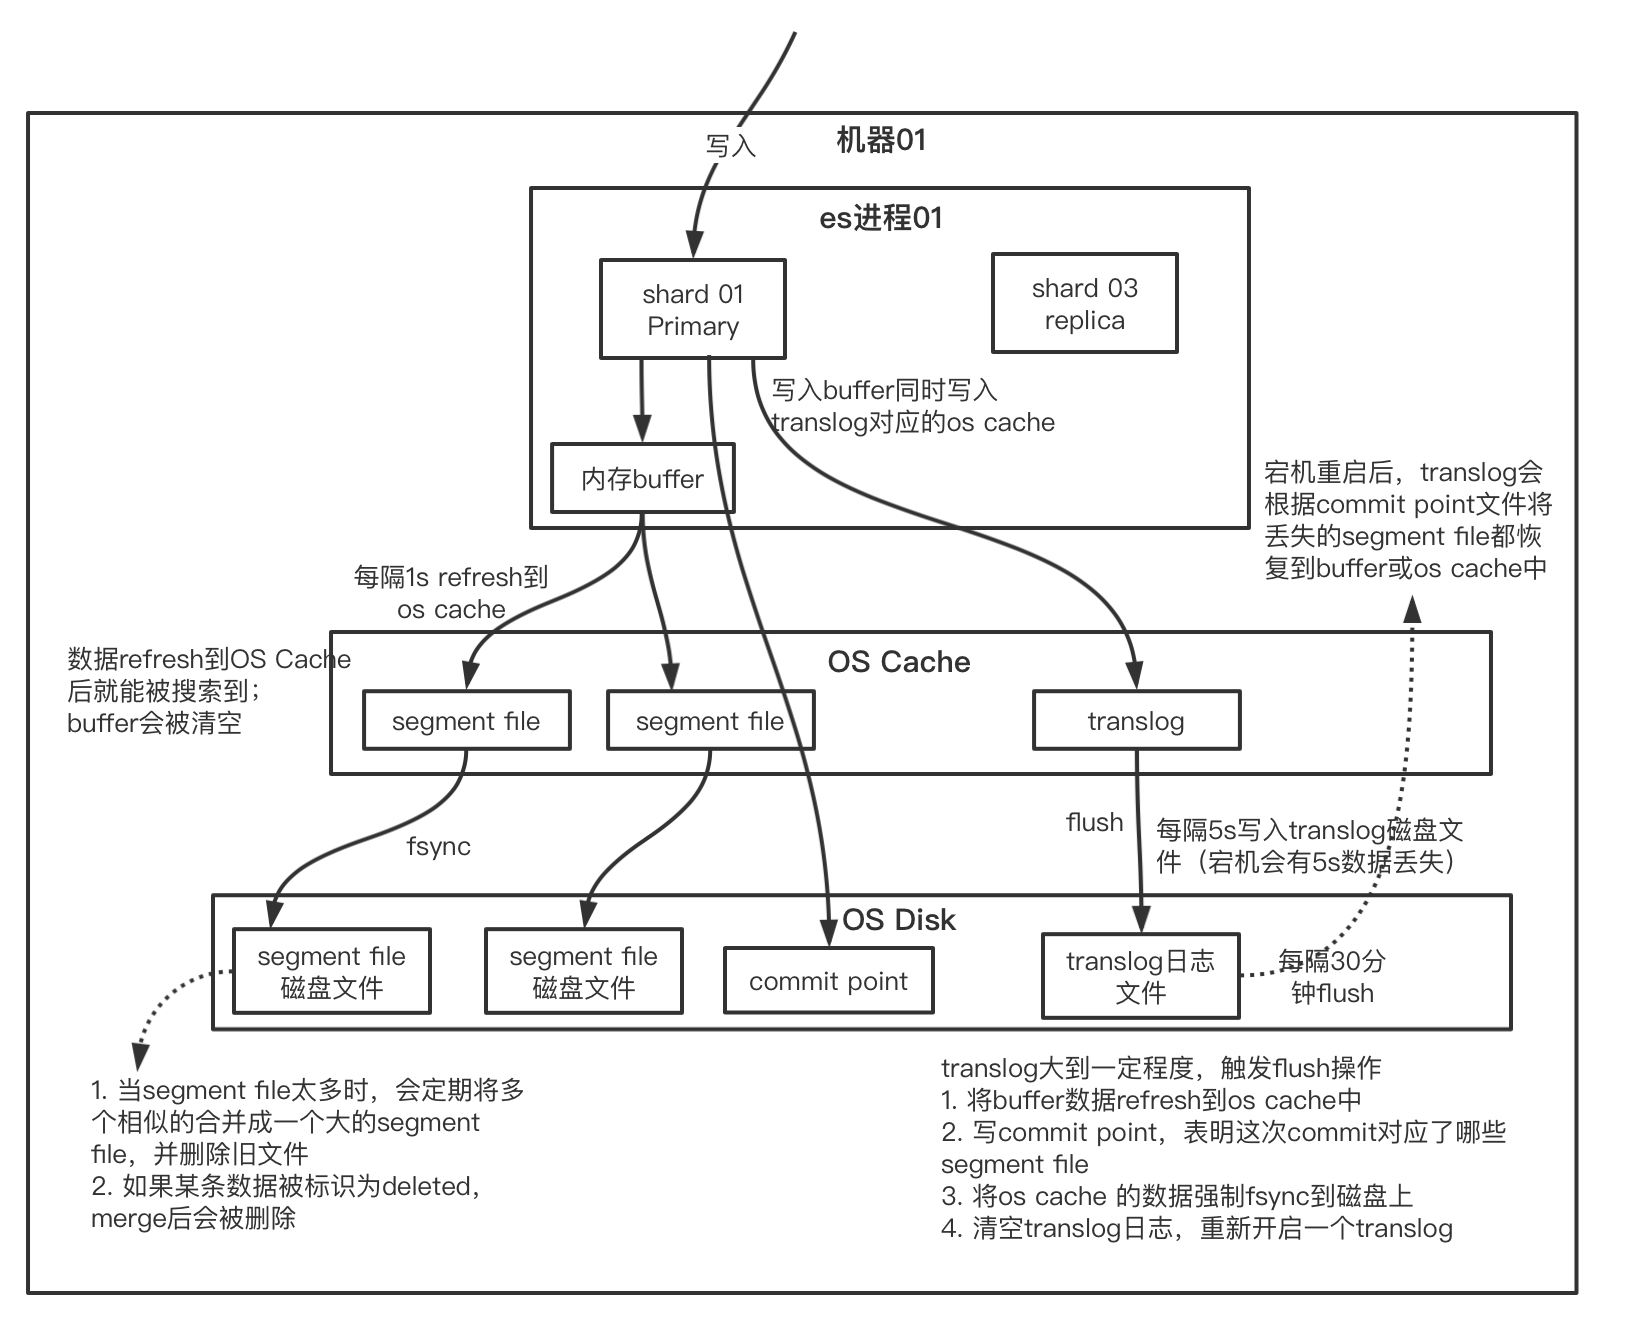 写入
机器01
es进程01
shard 01
Primary
shard 03
replica
写入buffer同时写入
translog对应的os cache
内存buffer
宕机重启后，translog会
根据commit point文件将
丢失的segment file都恢
复到buffer或os cache中
每隔1s refresh到
os cache
数据refresh到OS Cache
后就能被搜索到；
buffer会被清空
OS Cache
segment file
segment file
translog
fsync
flush
每隔5s写入translog磁盘文
件（宕机会有5s数据丢失）
OS Disk
segment file
磁盘文件
segment file
磁盘文件
commit point
translog日志
文件
每隔30分
钟flush
1. 当segment file太多时，会定期将多
个相似的合并成一个大的segment
file，并删除旧文件
2. 如果某条数据被标识为deleted，
merge后会被删除
translog大到一定程度，触发flush操作
1. 将buffer数据refresh到os cache中
2. 写commit point，表明这次commit对应了哪些
segment file
3. 将os cache 的数据强制fsync到磁盘上
4. 清空translog日志，重新开启一个translog